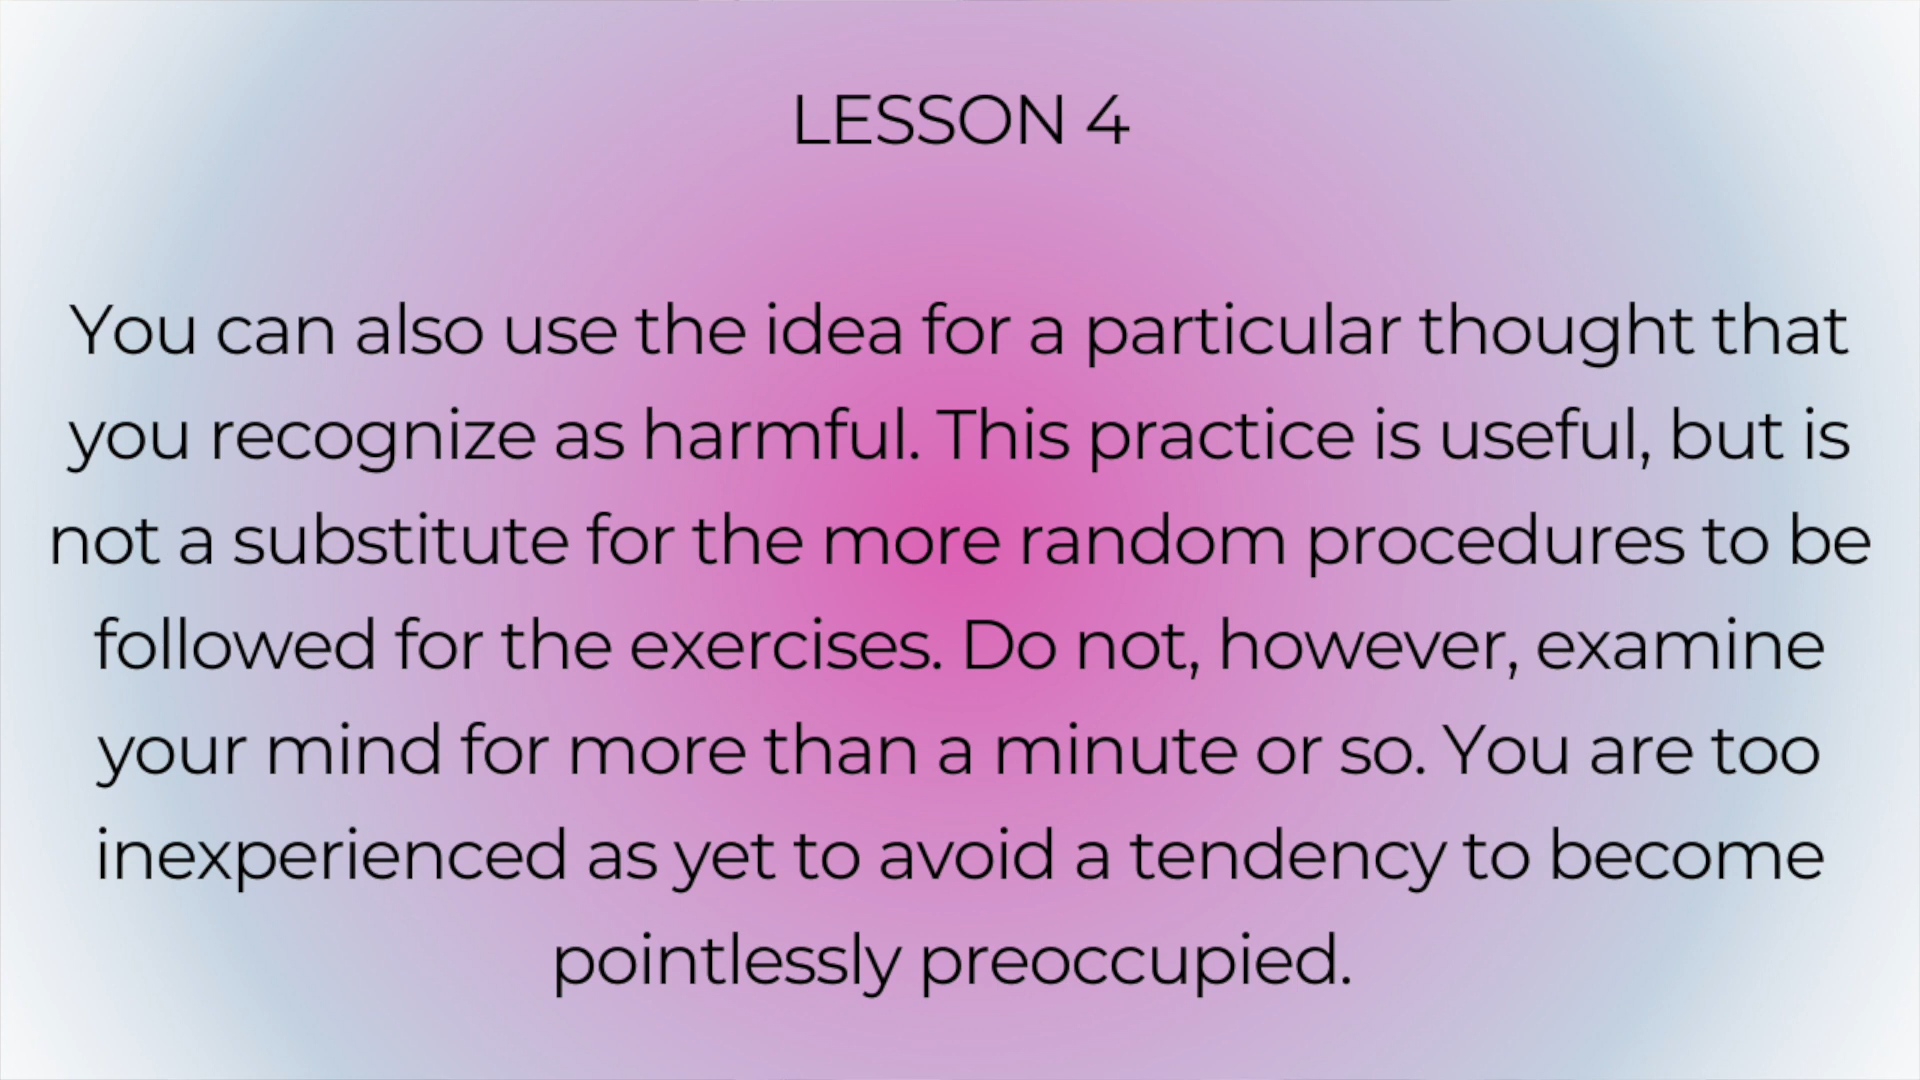 LESSON 4
You can also use the idea for a particular thought that
you recognize as harmful. This practice is useful, but is
not a substitute for the more random procedures to be
followed for the exercises. Do not, however, examine
your mind for more than a minute or so. You are too
inexperienced as yet to avoid a tendency to become
pointlessly preoccupied.